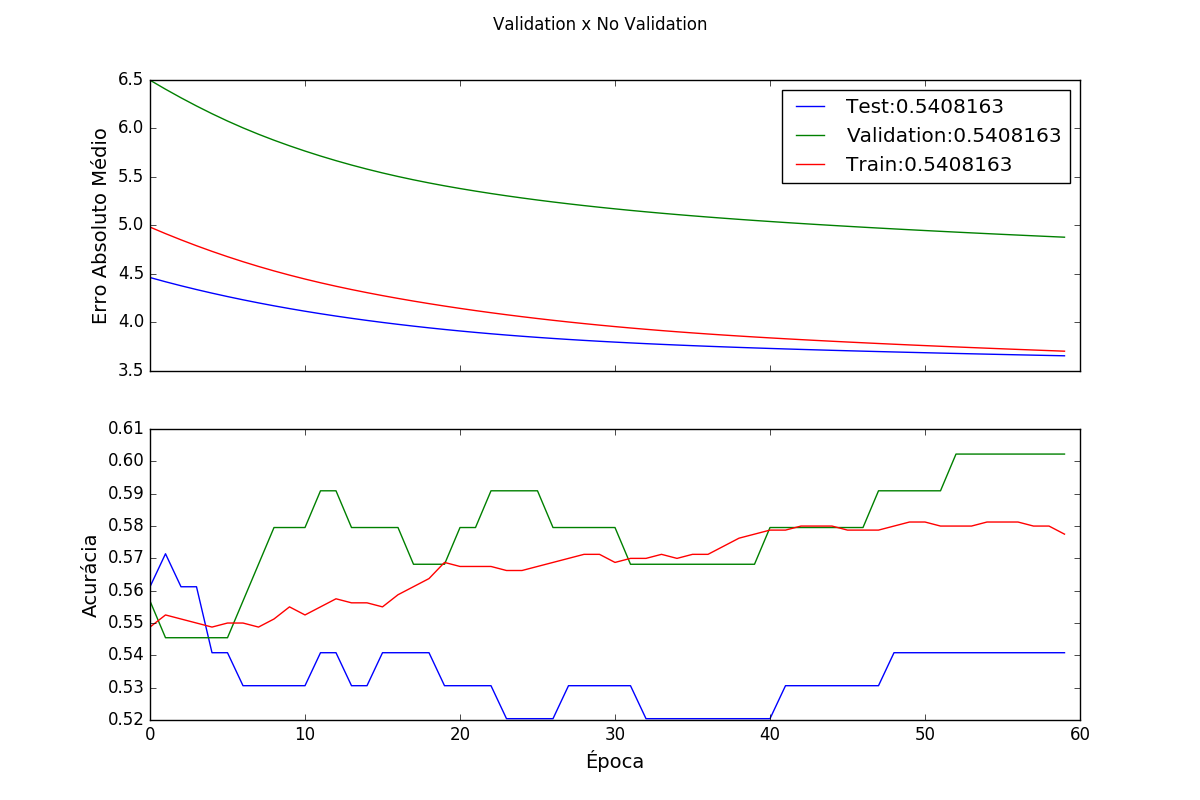 Validation x No Validation
6.5
6.0
5.5
5.0
4.5
4.0
3.5
Erro Absoluto Médio
Test:0.5408163
Validation:0.5408163
Train:0.5408163
0.61
0.60
0.59
0.58
0.57
0.56
0.55
0.54
0.53
0.52
Acurácia
0 10 20 30 40 50 60
Época